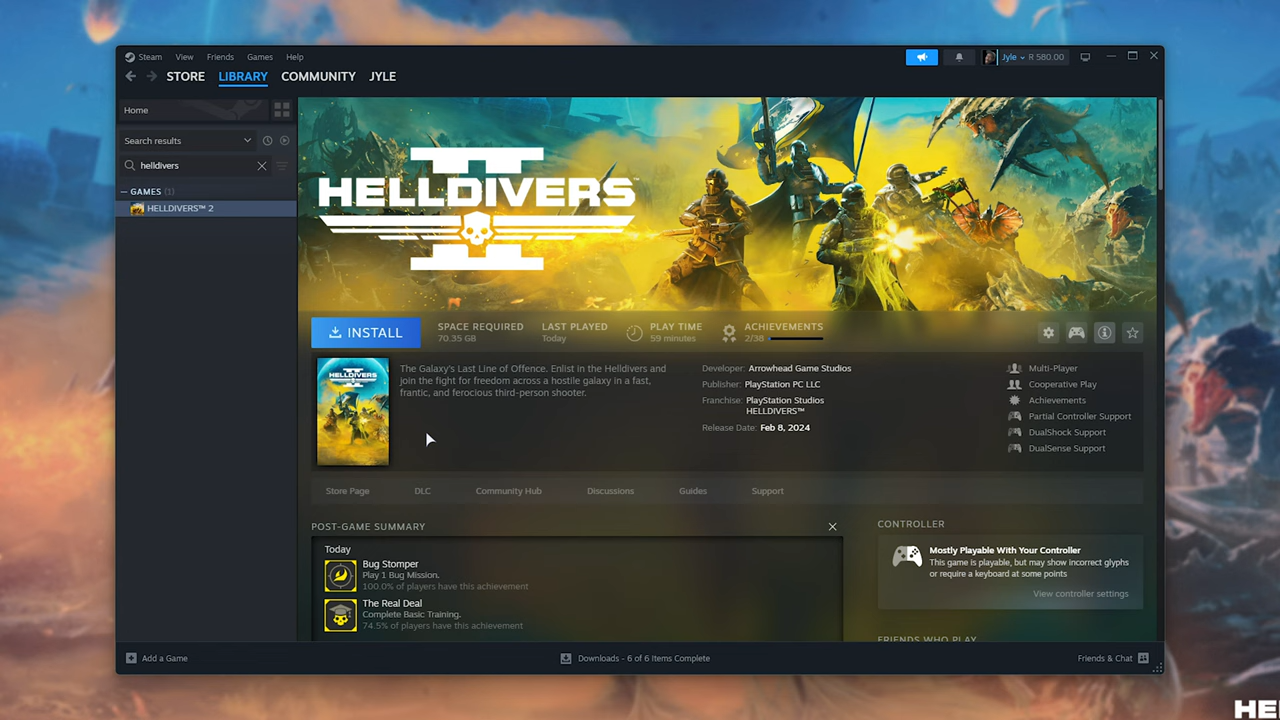 Steam View Friends Games Help
Jyle R 580.00
STORE LIBRARY COMMUNITY JYLE
Home
Search results
helldivers
GAMES (1)
HELLDIVERS™ 2
HELLDIVERS™
INSTALL
SPACE REQUIRED
70.35 GB
LAST PLAYED
Today
PLAY TIME
59 minutes
ACHIEVEMENTS
2/38
HELLDIVERS
The Galaxy's Last Line of Offence. Enlist in the Helldivers and
join the fight for freedom across a hostile galaxy in a fast,
frantic, and ferocious third-person shooter.
Developer: Arrowhead Game Studios
Publisher: PlayStation PC LLC
Franchise: PlayStation Studios
HELLDIVERS™
Release Date: Feb 8, 2024
Multi-Player
Cooperative Play
Achievements
Partial Controller Support
DualShock Support
DualSense Support
Store Page DLC Community Hub Discussions Guides Support
POST-GAME SUMMARY
Today
Bug Stomper
Play 1 Bug Mission.
100.0% of players have this achievement
The Real Deal
Complete Basic Training.
74.5% of players have this achievement
CONTROLLER
Mostly Playable With Your Controller
This game is playable, but may show incorrect glyphs
or require a keyboard at some points
View controller settings
FRIENDS WHO PLAY
Add a Game
Downloads - 6 of 6 Items Complete
Friends & Chat
HE